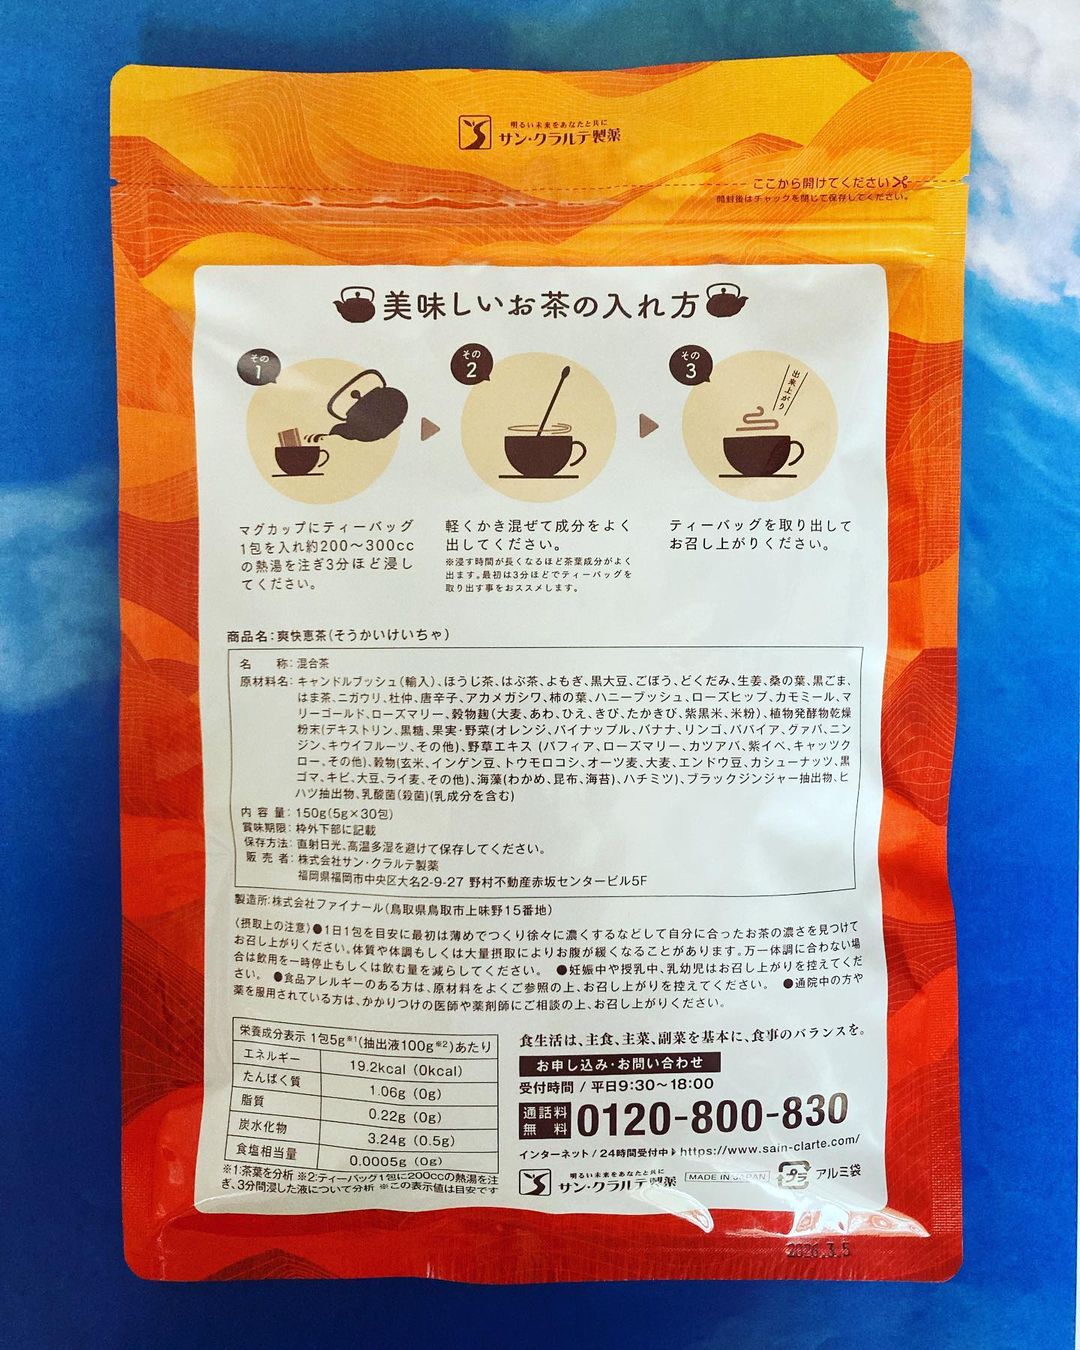 明るい未来をあなたと共に
サン・クラルテ製薬
ここから開けてください
開封後はチャックを閉じて保存してください。
美味しいお茶の入れ方
その1
その2
その3
出来上がり
マグカップにティーバッグ
1包を入れ約200〜300cc
の熱湯を注ぎ3分ほど浸し
てください。
軽くかき混ぜて成分をよく
出してください。
※浸す時間が長くなるほど茶葉成分がよく
出ます。最初は3分ほどでティーバッグを
取り出す事をおススメします。
ティーバッグを取り出して
お召し上がりください。
商品名:爽快恵茶(そうかいけいちゃ)
名 称:混合茶
原材料名:キャンドルブッシュ(輸入)、ほうじ茶、はぶ茶、よもぎ、黒大豆、ごぼう、どくだみ、生姜、桑の葉、黒ごま、
はま茶、ニガウリ、杜仲、唐辛子、アカメガシワ、柿の葉、ハニーブッシュ、ローズヒップ、カモミール、マ
リーゴールド、ローズマリー、穀物麹(大麦、あわ、ひえ、きび、たかきび、紫黒米、米粉)、植物発酵物乾燥
粉末(デキストリン、黒糖、果実・野菜(オレンジ、パイナップル、バナナ、リンゴ、パパイア、グァバ、ニン
ジン、キウイフルーツ、その他)、野草エキス (パフィア、ローズマリー、カツアバ、紫イペ、キャッツク
ロー、その他)、穀物(玄米、インゲン豆、トウモロコシ、オーツ麦、大麦、エンドウ豆、カシューナッツ、黒
ゴマ、キビ、大豆、ライ麦、その他)、海藻(わかめ、昆布、海苔)、ハチミツ)、ブラックジンジャー抽出物、ヒ
ハツ抽出物、乳酸菌(殺菌)(乳成分を含む)
内 容 量:150g(5g×30包)
賞味期限:枠外下部に記載
保存方法:直射日光、高温多湿を避けて保存してください。
販 売 者:株式会社サン・クラルテ製薬
福岡県福岡市中央区大名2-9-27 野村不動産赤坂センタービル5F
製造所:株式会社ファイナール(鳥取県鳥取市上味野15番地)
〈摂取上の注意〉●1日1包を目安に最初は薄めでつくり徐々に濃くするなどして自分に合ったお茶の濃さを見つけて
お召し上がりください。体質や体調もしくは大量摂取によりお腹が緩くなることがあります。万一体調に合わない場
合は飲用を一時停止もしくは飲む量を減らしてください。 ●妊娠中や授乳中、乳幼児はお召し上がりを控えてくだ
さい。 ●食品アレルギーのある方は、原材料をよくご参照の上、お召し上がりを控えてください。 ●通院中の方や
薬を服用されている方は、かかりつけの医師や薬剤師にご相談の上、お召し上がりください。
栄養成分表示 1包5g※1(抽出液100g※2)あたり
エネルギー 19.2kcal (0kcal)
たんぱく質 1.06g (0g)
脂質 0.22g (0g)
炭水化物 3.24g (0.5g)
食塩相当量 0.0005g (0g)
※1:茶葉を分析 ※2:ティーバッグ1包に200ccの熱湯を注
ぎ、3分間浸した液について分析 ※この表示値は目安です
食生活は、主食、主菜、副菜を基本に、食事のバランスを。
お申し込み・お問い合わせ
受付時間 / 平日9:30〜18:00
通話料無料 0120-800-830
インターネット / 24時間受付中 https://www.sain-clarte.com/
明るい未来をあなたと共に
サン・クラルテ製薬 MADE IN JAPAN プラ アルミ袋
2026.3.5